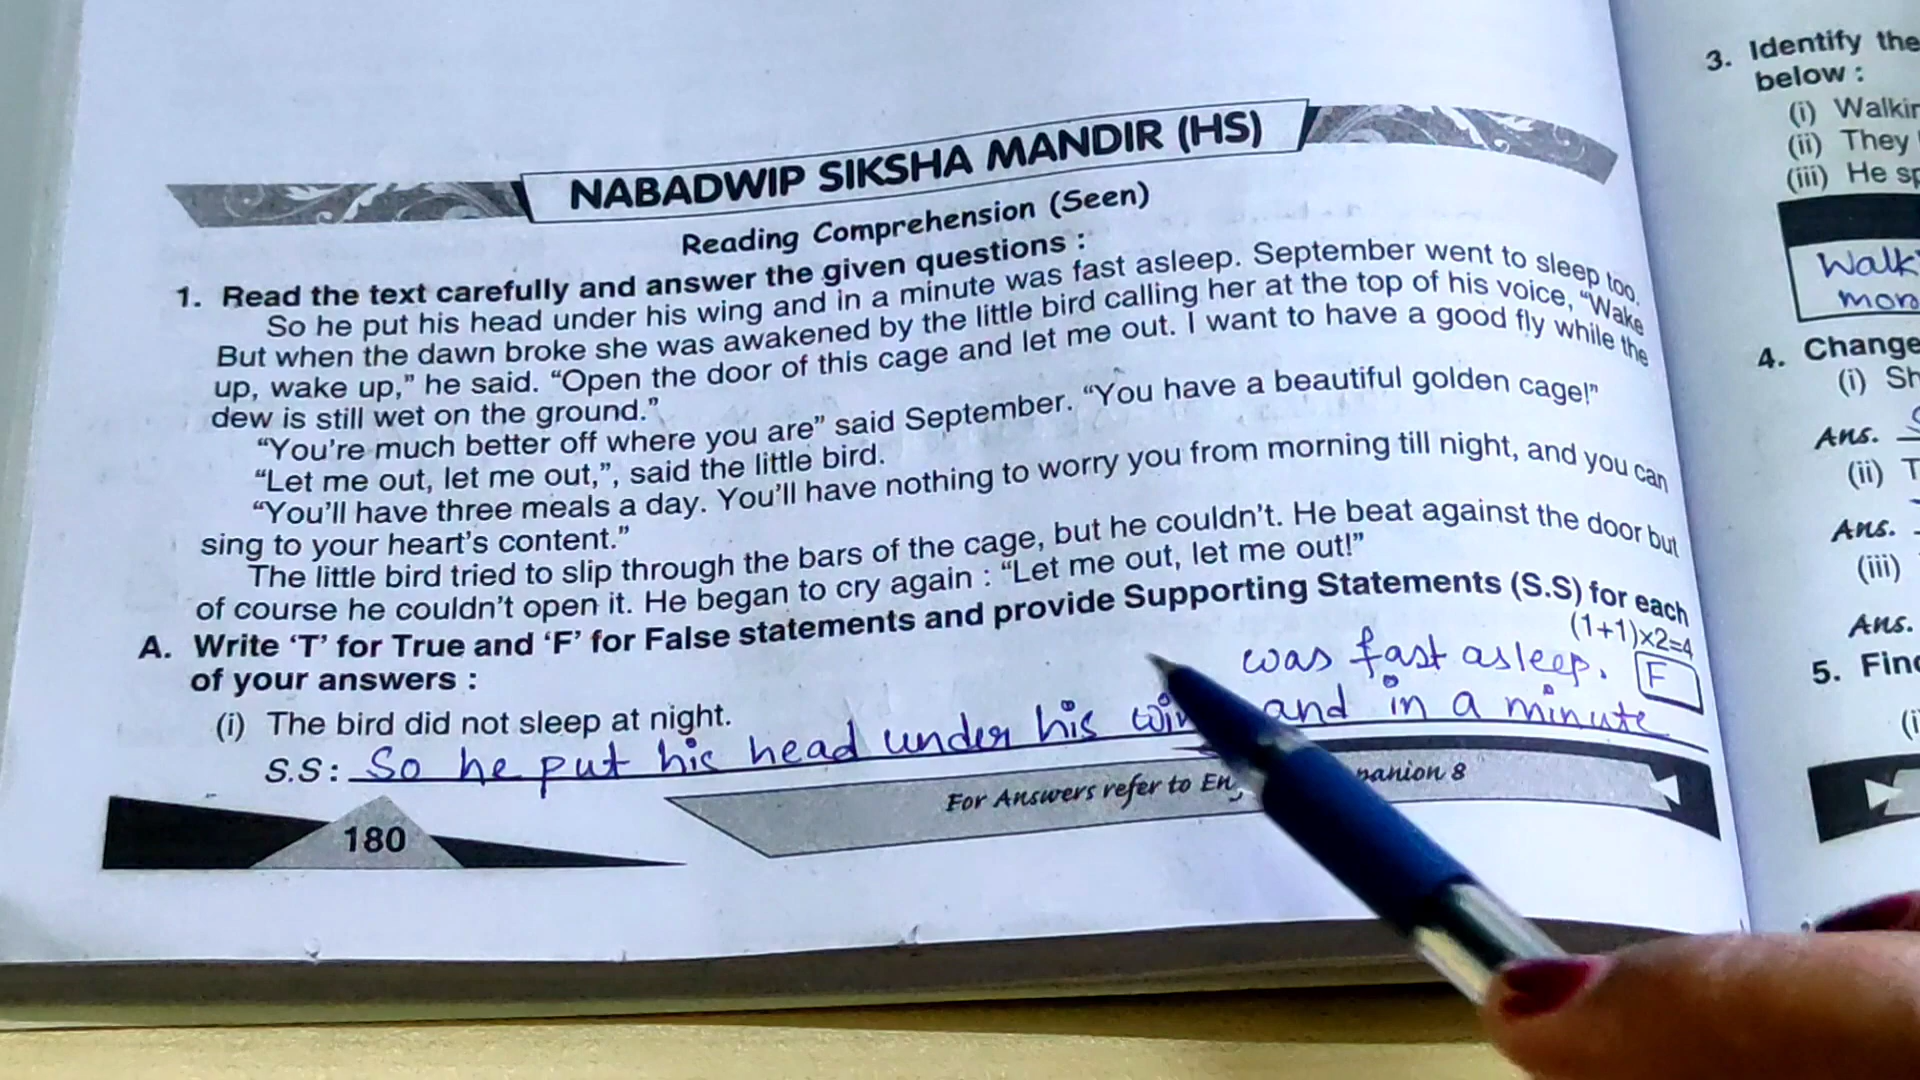 NABADWIP SIKSHA MANDIR (HS)
Reading Comprehension (Seen)
1. Read the text carefully and answer the given questions :
So he put his head under his wing and in a minute was fast asleep. September went to sleep too.
But when the dawn broke she was awakened by the little bird calling her at the top of his voice, “Wake
up, wake up,” he said. “Open the door of this cage and let me out. I want to have a good fly while the
dew is still wet on the ground.”
“You’re much better off where you are” said September. “You have a beautiful golden cage!”
“Let me out, let me out,”, said the little bird.
“You’ll have three meals a day. You’ll have nothing to worry you from morning till night, and you can
sing to your heart’s content.”
The little bird tried to slip through the bars of the cage, but he couldn’t. He beat against the door but
of course he couldn’t open it. He began to cry again : “Let me out, let me out!”
A. Write ‘T’ for True and ‘F’ for False statements and provide Supporting Statements (S.S) for each
of your answers :
(1+1)×2=4
was fast asleep. F
(i) The bird did not sleep at night.
S.S : So he put his head under his and in a minute
180
For Answers refer to 8
3. Identify the
below :
(i)
(ii) They
(iii) He
4. Change
(i)
Ans.
(ii)
Ans.
(iii)
Ans.
5.